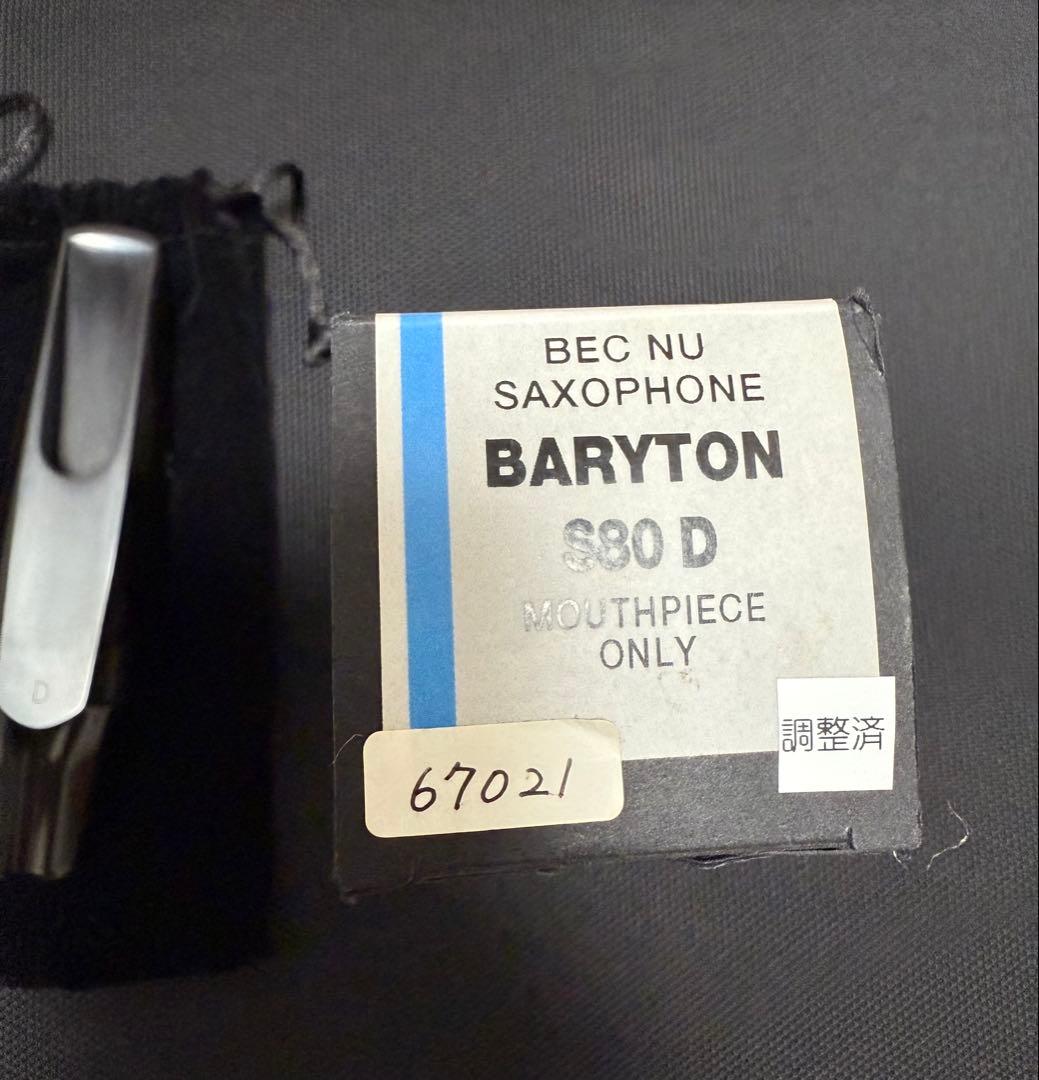 BEC NU
SAXOPHONE
BARYTON
S80 D
MOUTHPIECE
ONLY
調整済
67021
D